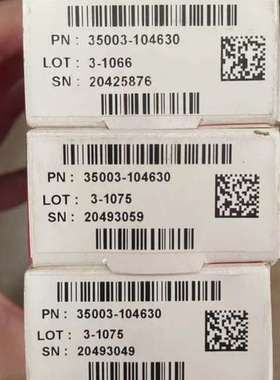 PN : 35003-104630
LOT : 3-1066
SN : 20425876
PN : 35003-104630
LOT : 3-1075
SN : 20493059
PN : 35003-104630
LOT : 3-1075
SN : 20493049